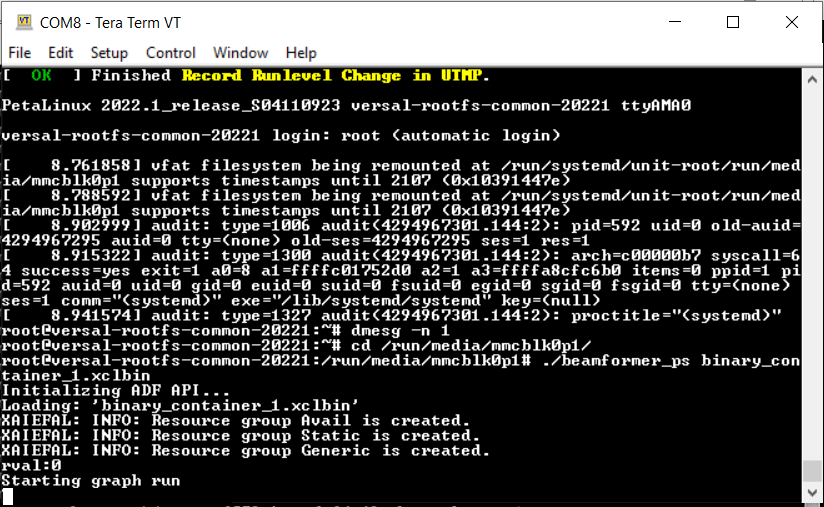 COM8 - Tera Term VT
File Edit Setup Control Window Help
[  OK  ] Finished Record Runlevel Change in UTMP.
PetaLinux 2022.1_release_S04110923 versal-rootfs-common-20221 ttyAMA0
versal-rootfs-common-20221 login: root (automatic login)
[    8.761858] vfat filesystem being remounted at /run/systemd/unit-root/run/med
ia/mmcblk0p1 supports timestamps until 2107 (0x10391447e)
[    8.788592] vfat filesystem being remounted at /run/systemd/unit-root/run/med
ia/mmcblk0p1 supports timestamps until 2107 (0x10391447e)
[    8.902999] audit: type=1006 audit(4294967301.144:2): pid=592 uid=0 old-auid=
4294967295 auid=0 tty=(none) old-ses=4294967295 ses=1 res=1
[    8.915322] audit: type=1300 audit(4294967301.144:2): arch=c00000b7 syscall=6
4 success=yes exit=1 a0=8 a1=ffffc01752d0 a2=1 a3=ffffa8cfc6b0 items=0 ppid=1 pi
d=592 auid=0 uid=0 gid=0 euid=0 suid=0 fsuid=0 egid=0 sgid=0 fsgid=0 tty=(none)
ses=1 comm="(systemd)" exe="/lib/systemd/systemd" key=(null)
[    8.941574] audit: type=1327 audit(4294967301.144:2): proctitle="(systemd)"
root@versal-rootfs-common-20221:~# dmesg -n 1
root@versal-rootfs-common-20221:~# cd /run/media/mmcblk0p1/
root@versal-rootfs-common-20221:/run/media/mmcblk0p1# ./beamformer_ps binary_con
tainer_1.xclbin
Initializing ADF API...
Loading: 'binary_container_1.xclbin'
XAIEFAL: INFO: Resource group Avail is created.
XAIEFAL: INFO: Resource group Static is created.
XAIEFAL: INFO: Resource group Generic is created.
rval:0
Starting graph run